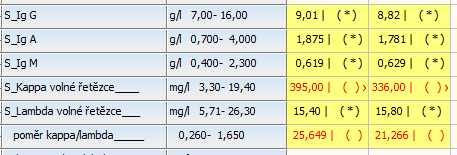 S_Ig G g/l 7,00- 16,00 9,01 | (*) 8,82 | (*)
S_Ig A g/l 0,700- 4,000 1,875 | (*) 1,781 | (*)
S_Ig M g/l 0,400- 2,300 0,619 | (*) 0,629 | (*)
S_Kappa volné řetězce____ mg/l 3,30- 19,40 395,00 | ( ) › 336,00 | ( ) ›
S_Lambda volné řetězce___ mg/l 5,71- 26,30 15,40 | (*) 15,80 | (*)
poměr kappa/lambda______ 0,260- 1,650 25,649 | ( ) 21,266 | ( )